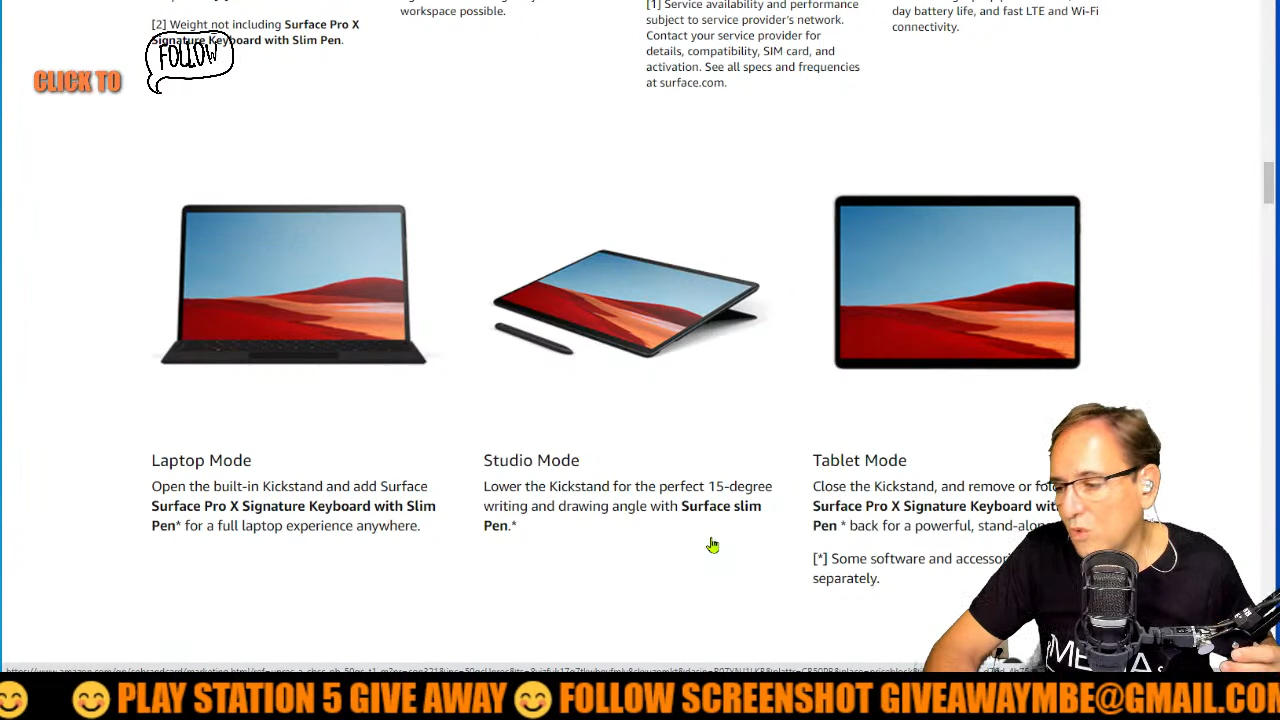 workspace possible.
[1] Service availability and performance
subject to service provider's network.
Contact your service provider for
details, compatibility, SIM card, and
activation. See all specs and frequencies
at surface.com.
day battery life, and fast LTE and Wi-Fi
connectivity.
[2] Weight not including Surface Pro X
Signature Keyboard with Slim Pen.
FOLLOW
CLICK TO
Laptop Mode
Open the built-in Kickstand and add Surface
Surface Pro X Signature Keyboard with Slim
Pen* for a full laptop experience anywhere.
Studio Mode
Lower the Kickstand for the perfect 15-degree
writing and drawing angle with Surface slim
Pen.*
Tablet Mode
Close the Kickstand, and remove or
Surface Pro X Signature Keyboard
Pen * back for a powerful,
[*] Some software and
separately.
PLAY STATION 5 GIVE AWAY 😊 FOLLOW SCREENSHOT GIVEAWAYMBE@GMAIL.COM